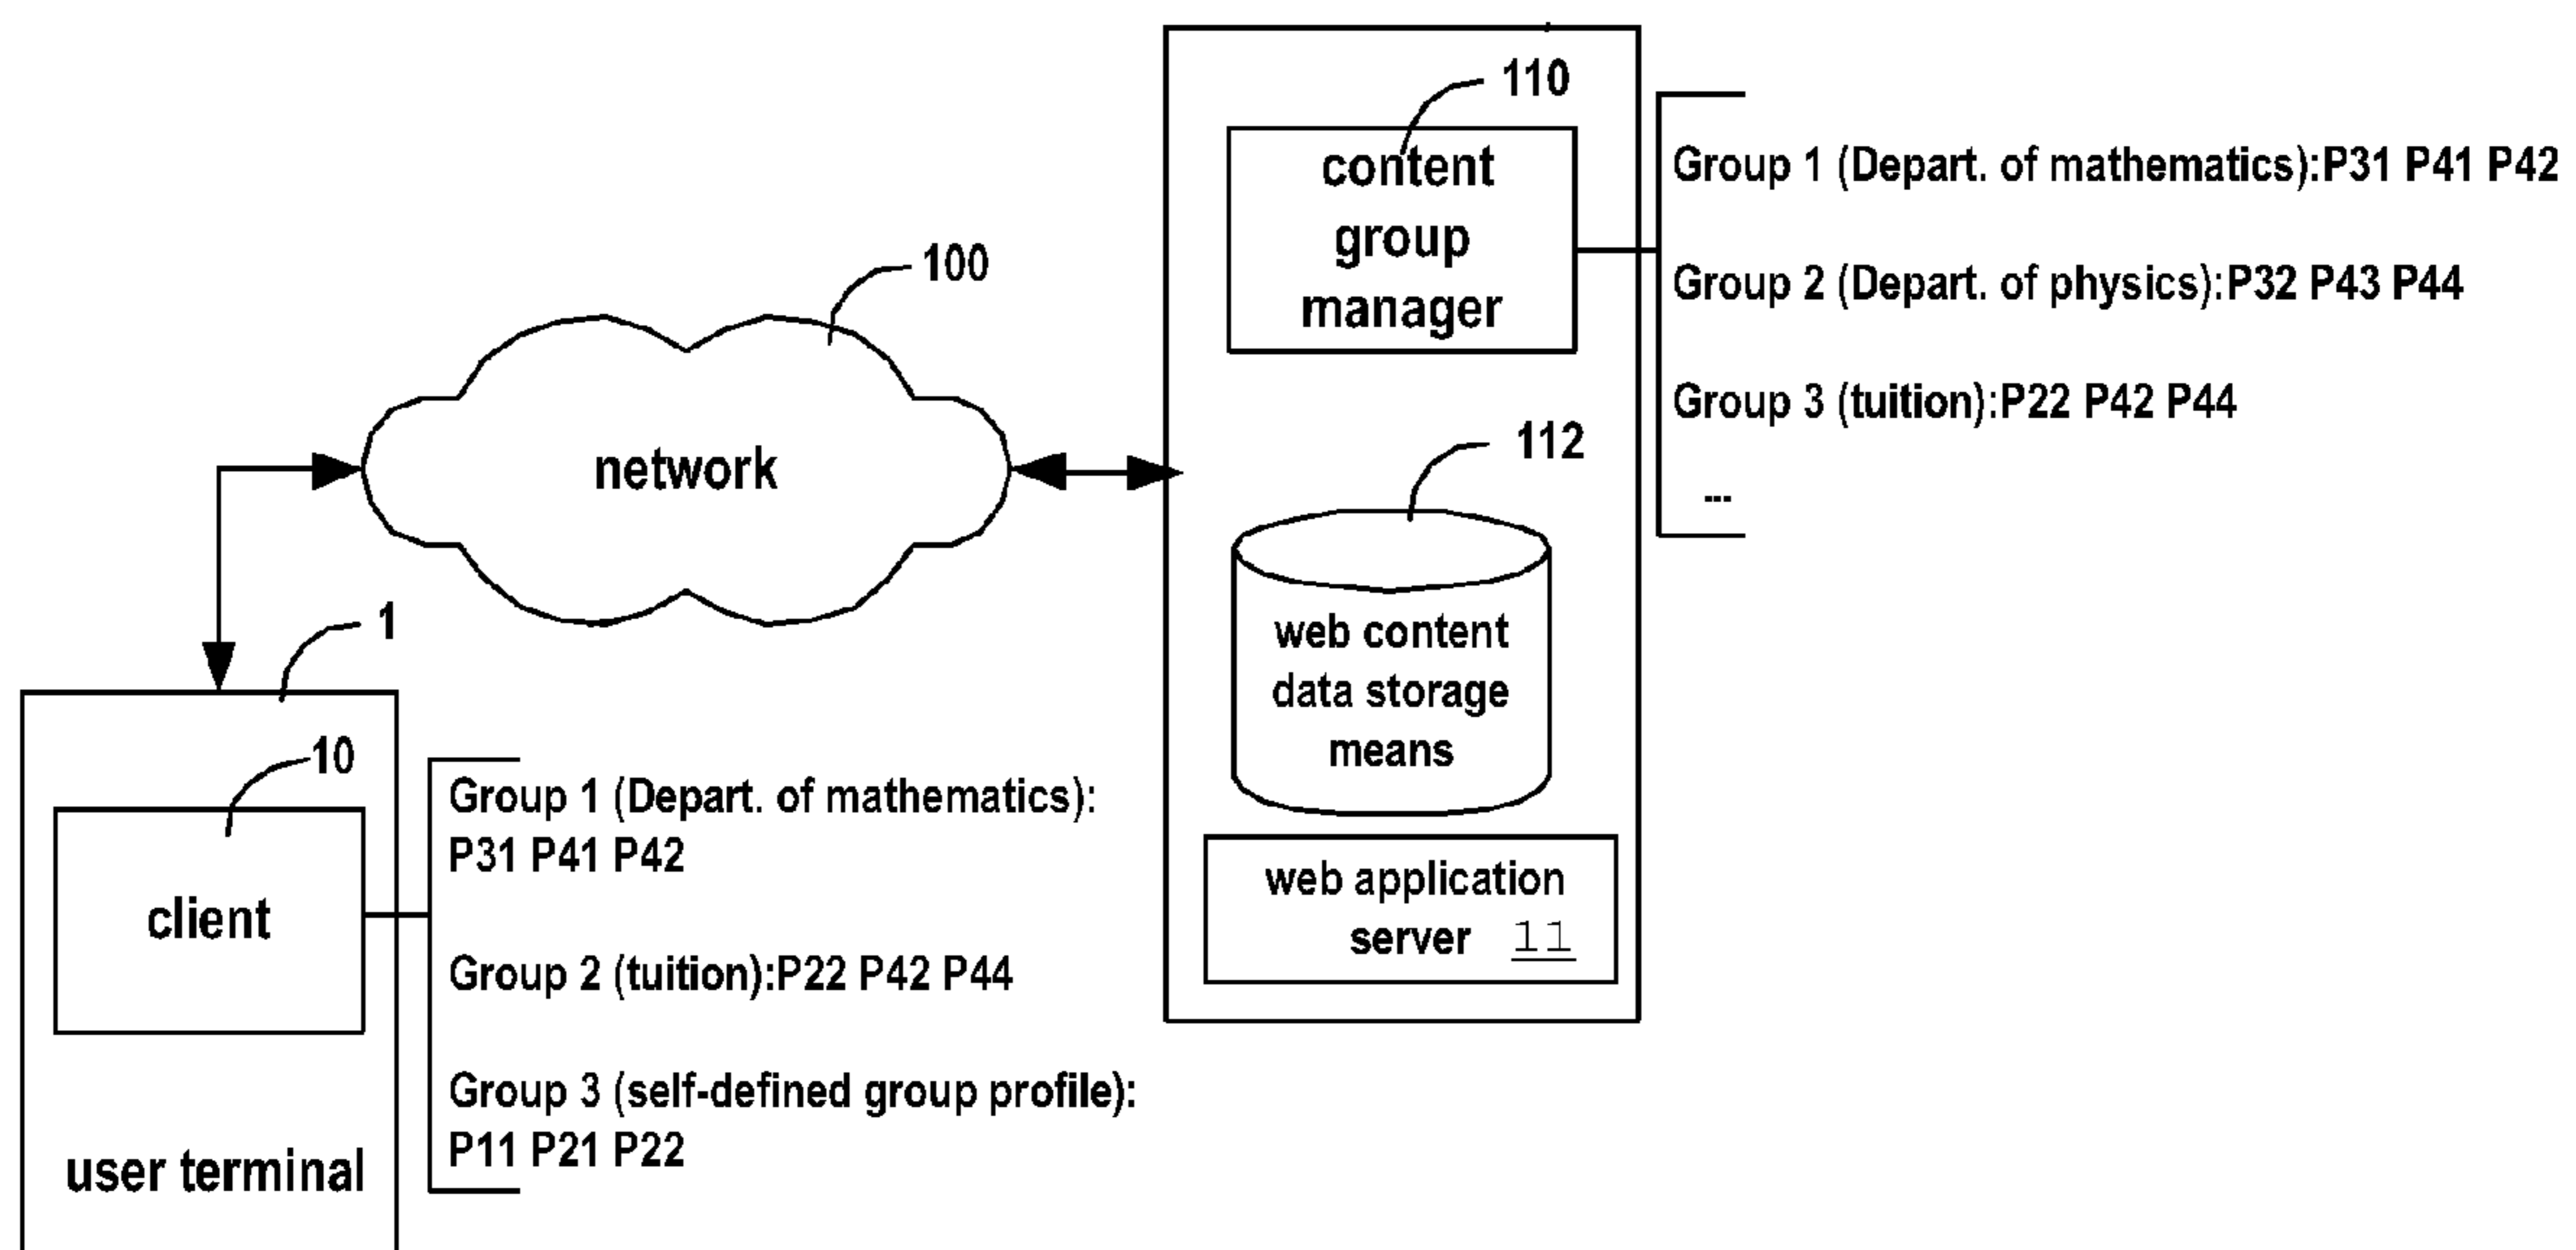 110
content
group
manager
Group 1 (Depart. of mathematics):P31 P41 P42
Group 2 (Depart. of physics):P32 P43 P44
Group 3 (tuition):P22 P42 P44
...
100
network
112
web content
data storage
means
web application
server 11
1
10
client
user terminal
Group 1 (Depart. of mathematics):
P31 P41 P42
Group 2 (tuition):P22 P42 P44
Group 3 (self-defined group profile):
P11 P21 P22